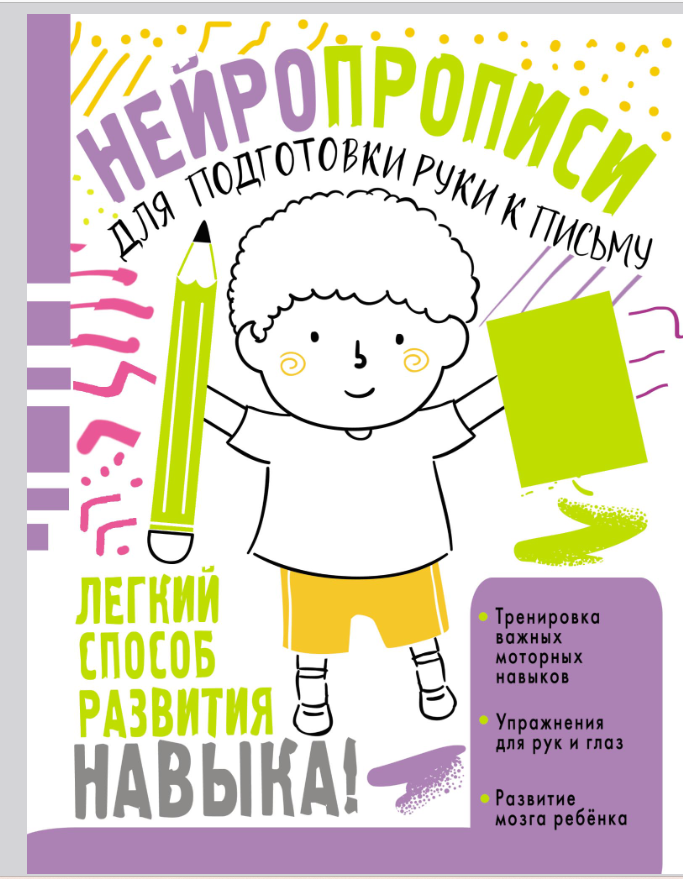 НЕЙРОПРОПИСИ
ДЛЯ ПОДГОТОВКИ РУКИ К ПИСЬМУ
ЛЕГКИЙ
СПОСОБ
РАЗВИТИЯ
НАВЫКА!
Тренировка
важных
моторных
навыков
Упражнения
для рук и глаз
Развитие
мозга ребёнка